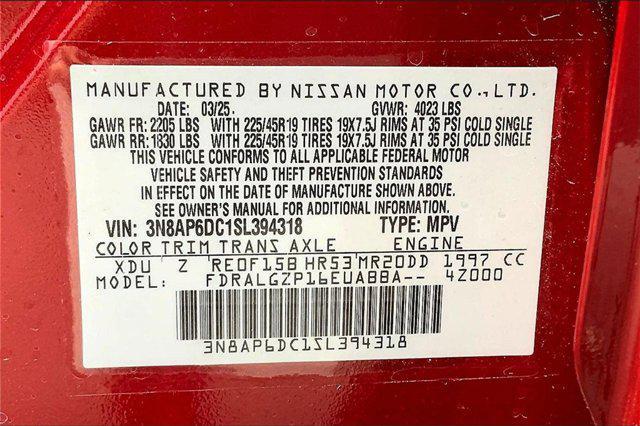 MANUFACTURED BY NISSAN MOTOR CO., LTD.
DATE: 03/25. GVWR: 4023 LBS
GAWR FR: 2205 LBS WITH 225/45R19 TIRES 19X7.5J RIMS AT 35 PSI COLD SINGLE
GAWR RR: 1830 LBS WITH 225/45R19 TIRES 19X7.5J RIMS AT 35 PSI COLD SINGLE
THIS VEHICLE CONFORMS TO ALL APPLICABLE FEDERAL MOTOR
VEHICLE SAFETY AND THEFT PREVENTION STANDARDS
IN EFFECT ON THE DATE OF MANUFACTURE SHOWN ABOVE.
SEE OWNER'S MANUAL FOR ADDITIONAL INFORMATION.
VIN: 3N8AP6DC1SL394318 TYPE: MPV
COLOR TRIM TRANS AXLE ENGINE
XDU Z RE0F15B HR53 MR20DD 1997 CC
FDRALGZP16EUABBA-- 4Z000
3N8AP6DC1SL394318